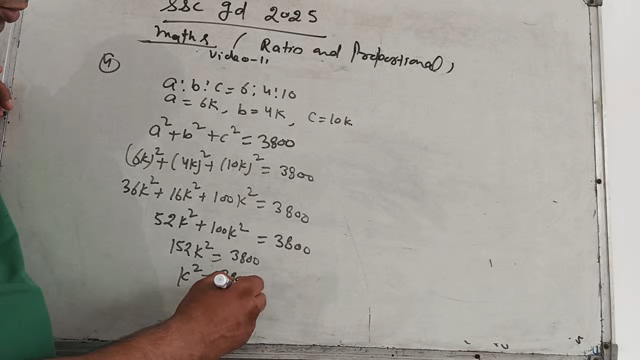 SSC gd 2025
Maths ( Ratio and Proportional),
Video-11
4
a:b:c = 6:4:10
a = 6k, b = 4k, c = 10k
a²+b²+c² = 3800
(6k)²+(4k)²+(10k)² = 3800
36k²+16k²+100k² = 3800
52k²+100k² = 3800
152k² = 3800
k² =